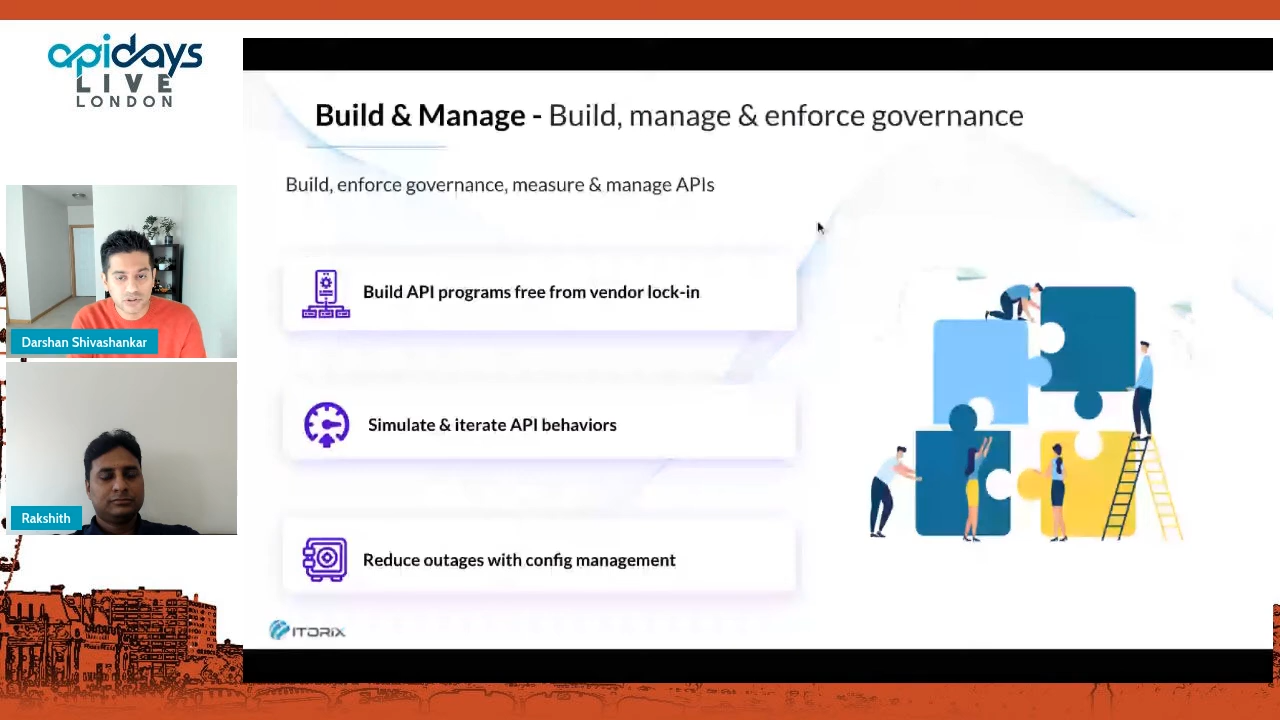 apidays
LIVE
LONDON
Build & Manage - Build, manage & enforce governance
Build, enforce governance, measure & manage APIs
Build API programs free from vendor lock-in
Simulate & iterate API behaviors
Reduce outages with config management
ITORIX
Darshan Shivashankar
Rakshith